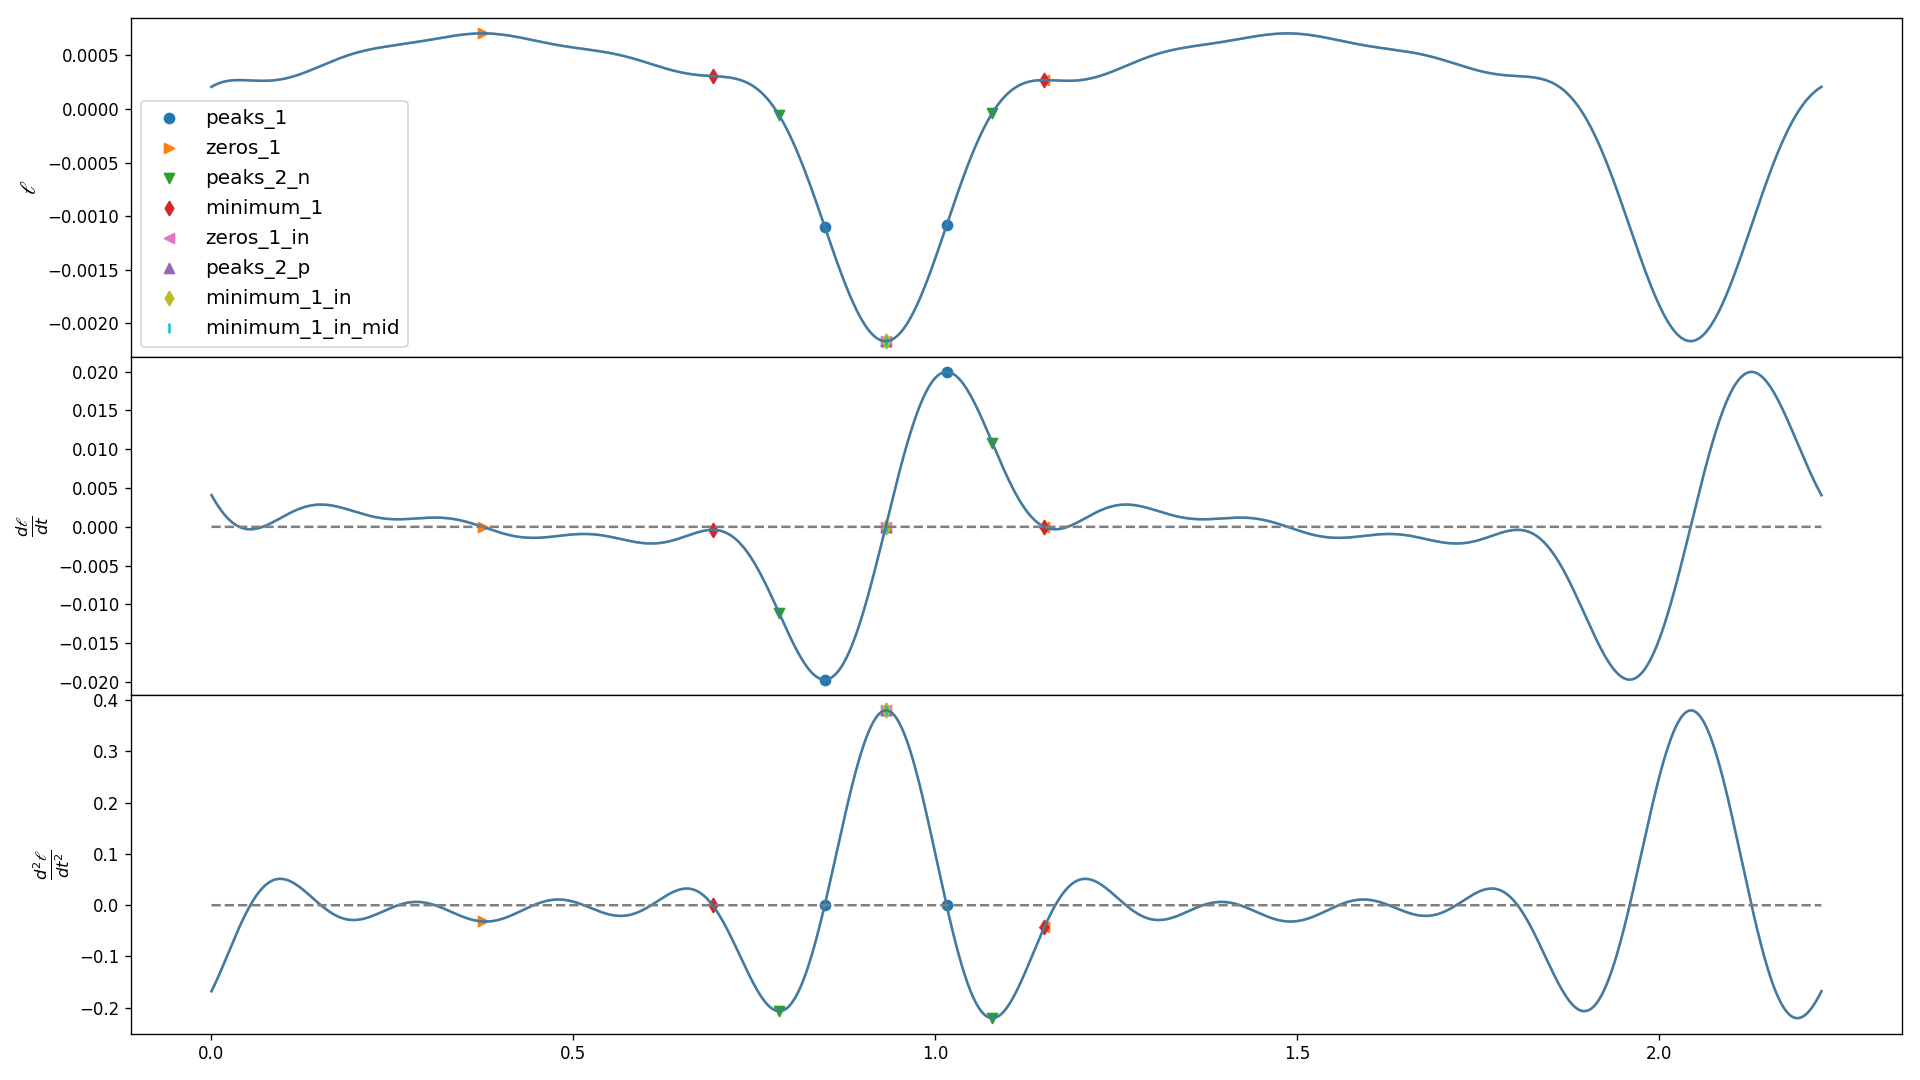 0.0005
0.0000
−0.0005
−0.0010
−0.0015
−0.0020
ℓ
peaks_1
zeros_1
peaks_2_n
minimum_1
zeros_1_in
peaks_2_p
minimum_1_in
minimum_1_in_mid
0.020
0.015
0.010
0.005
0.000
−0.005
−0.010
−0.015
−0.020
dℓ
dt
0.4
0.3
0.2
0.1
0.0
−0.1
−0.2
d²ℓ
dt²
0.0 0.5 1.0 1.5 2.0